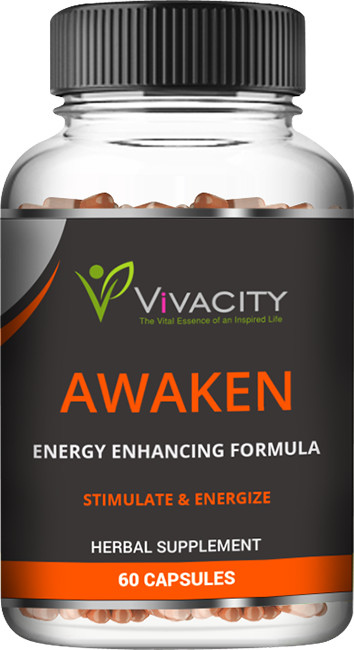 ViVACITY
The Vital Essence of an Inspired Life
AWAKEN
ENERGY ENHANCING FORMULA
STIMULATE & ENERGIZE
HERBAL SUPPLEMENT
60 CAPSULES